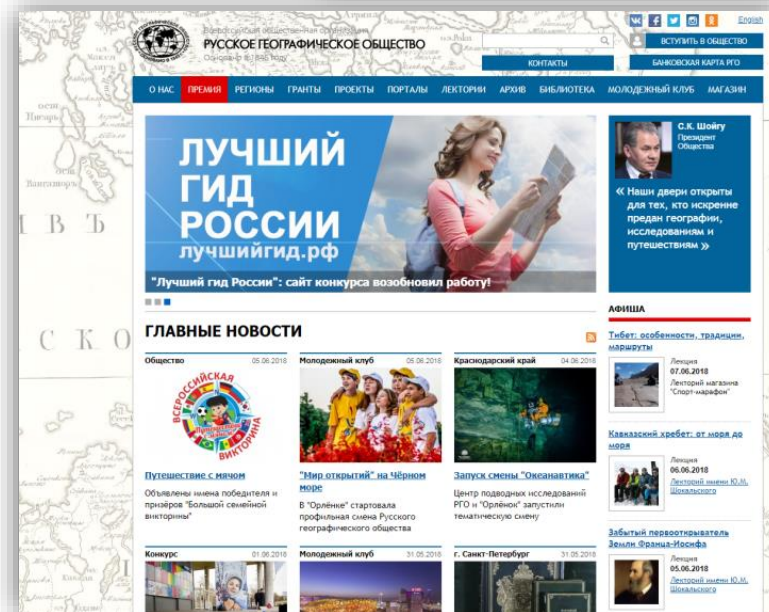 Всероссийская общественная организация
РУССКОЕ ГЕОГРАФИЧЕСКОЕ ОБЩЕСТВО
Основано в 1845 году
English
ВСТУПИТЬ В ОБЩЕСТВО
КОНТАКТЫ
БАНКОВСКАЯ КАРТА РГО
О НАС ПРЕМИЯ РЕГИОНЫ ГРАНТЫ ПРОЕКТЫ ПОРТАЛЫ ЛЕКТОРИИ АРХИВ БИБЛИОТЕКА МОЛОДЕЖНЫЙ КЛУБ МАГАЗИН
ЛУЧШИЙ
ГИД
РОССИИ
лучшийгид.рф
"Лучший гид России": сайт конкурса возобновил работу!
С.К. Шойгу
Президент
Общества
« Наши двери открыты
для тех, кто искренне
предан географии,
исследованиям и
путешествиям »
ГЛАВНЫЕ НОВОСТИ
Общество 05.06.2018
ВСЕРОССИЙСКАЯ
ВИКТОРИНА
Путешествие с мячом
Объявлены имена победителя и
призёров "Большой семейной
викторины"
Молодежный клуб 05.06.2018
"Мир открытий" на Чёрном
море
В "Орлёнке" стартовала
профильная смена Русского
географического общества
Краснодарский край 04.06.2018
Запуск смены "Океанавтика"
Центр подводных исследований
РГО и "Орлёнок" запустили
тематическую смену
Конкурс 01.06.2018
Молодежный клуб 31.05.2018
г. Санкт-Петербург 31.05.2018
АФИША
Тибет: особенности, традиции,
маршруты
Лекция
07.06.2018
Лекторий магазина
"Спорт-марафон"
Кавказский хребет: от моря до
моря
Лекция
06.06.2018
Лекторий имени Ю.М.
Шокальского
Забытый первооткрыватель
Земли Франца-Иосифа
Лекция
05.06.2018
Лекторий имени Ю.М.
Шокальского